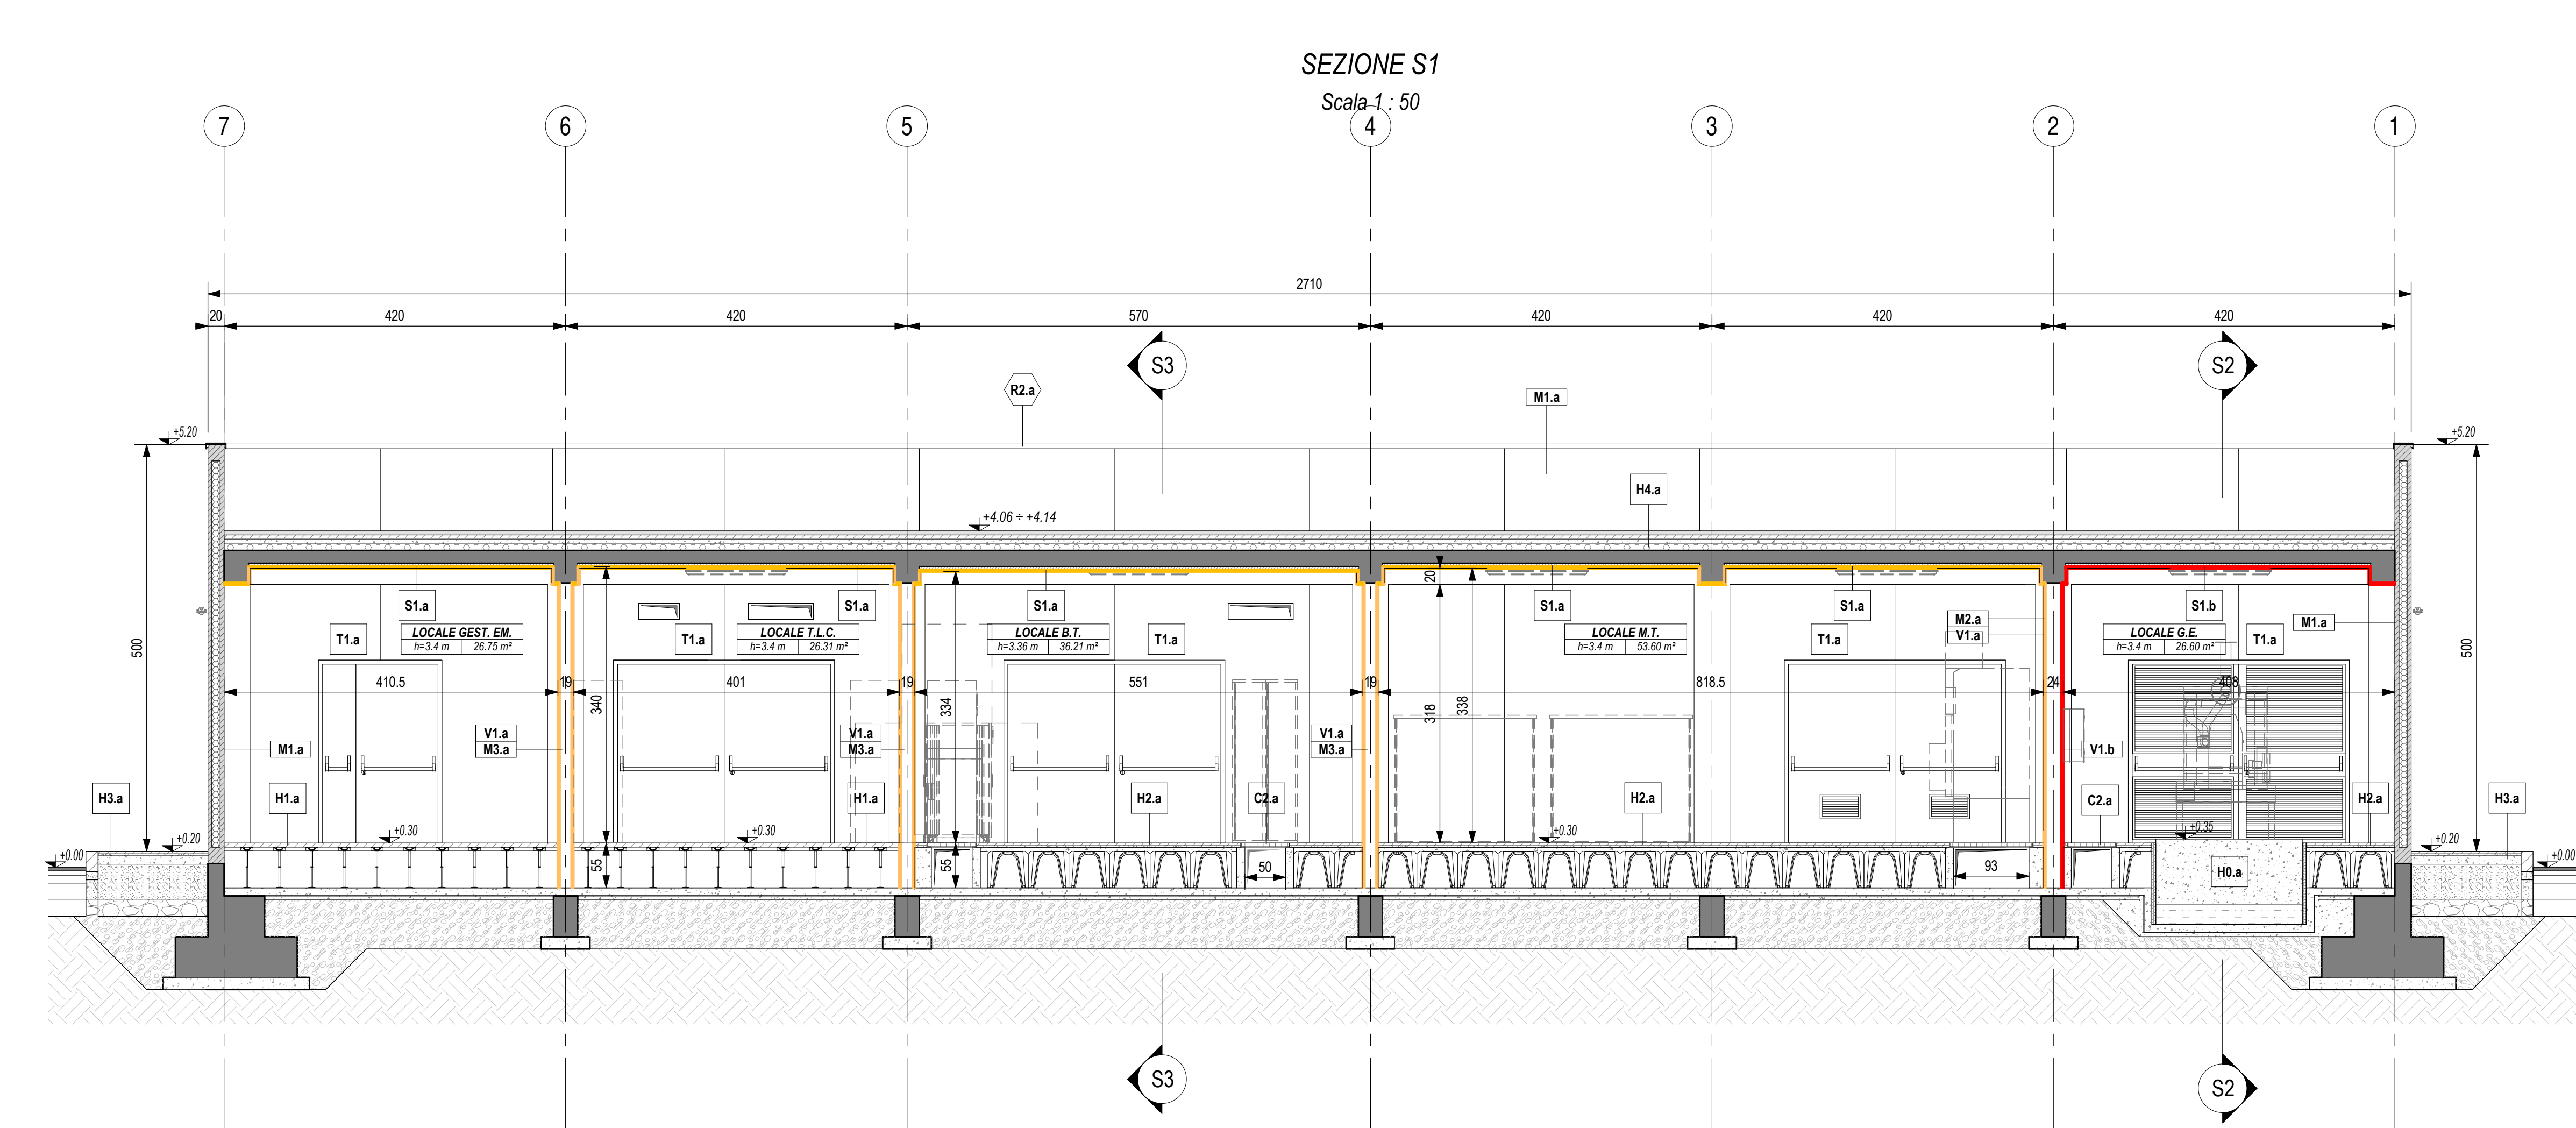 SEZIONE S1
Scala 1 : 50
7 6 5 4 3 2 1
2710
20 420 420 570 420 420 420
S3 S2
R2.a M1.a
+5.20 +5.20
H4.a
+4.06 ÷ +4.14
20
S1.a S1.a S1.a S1.a S1.a S1.b
M2.a
V1.a
M1.a
T1.a LOCALE GEST. EM. T1.a LOCALE T.L.C. LOCALE B.T. T1.a LOCALE M.T. T1.a LOCALE G.E. T1.a
h=3.4 m 26.75 m² h=3.4 m 26.31 m² h=3.36 m 36.21 m² h=3.4 m 53.60 m² h=3.4 m 26.60 m²
500 500
410.5 19 401 19 551 19 818.5 24 408
340 334 318 338
V1.a V1.a V1.a
M1.a M3.a M3.a M3.a V1.b
H3.a H1.a H1.a H2.a C2.a H2.a C2.a H2.a H3.a
+0.00 +0.20 +0.30 +0.30 +0.30 +0.35 +0.20 +0.00
55 55 50 93 H0.a
S3 S2